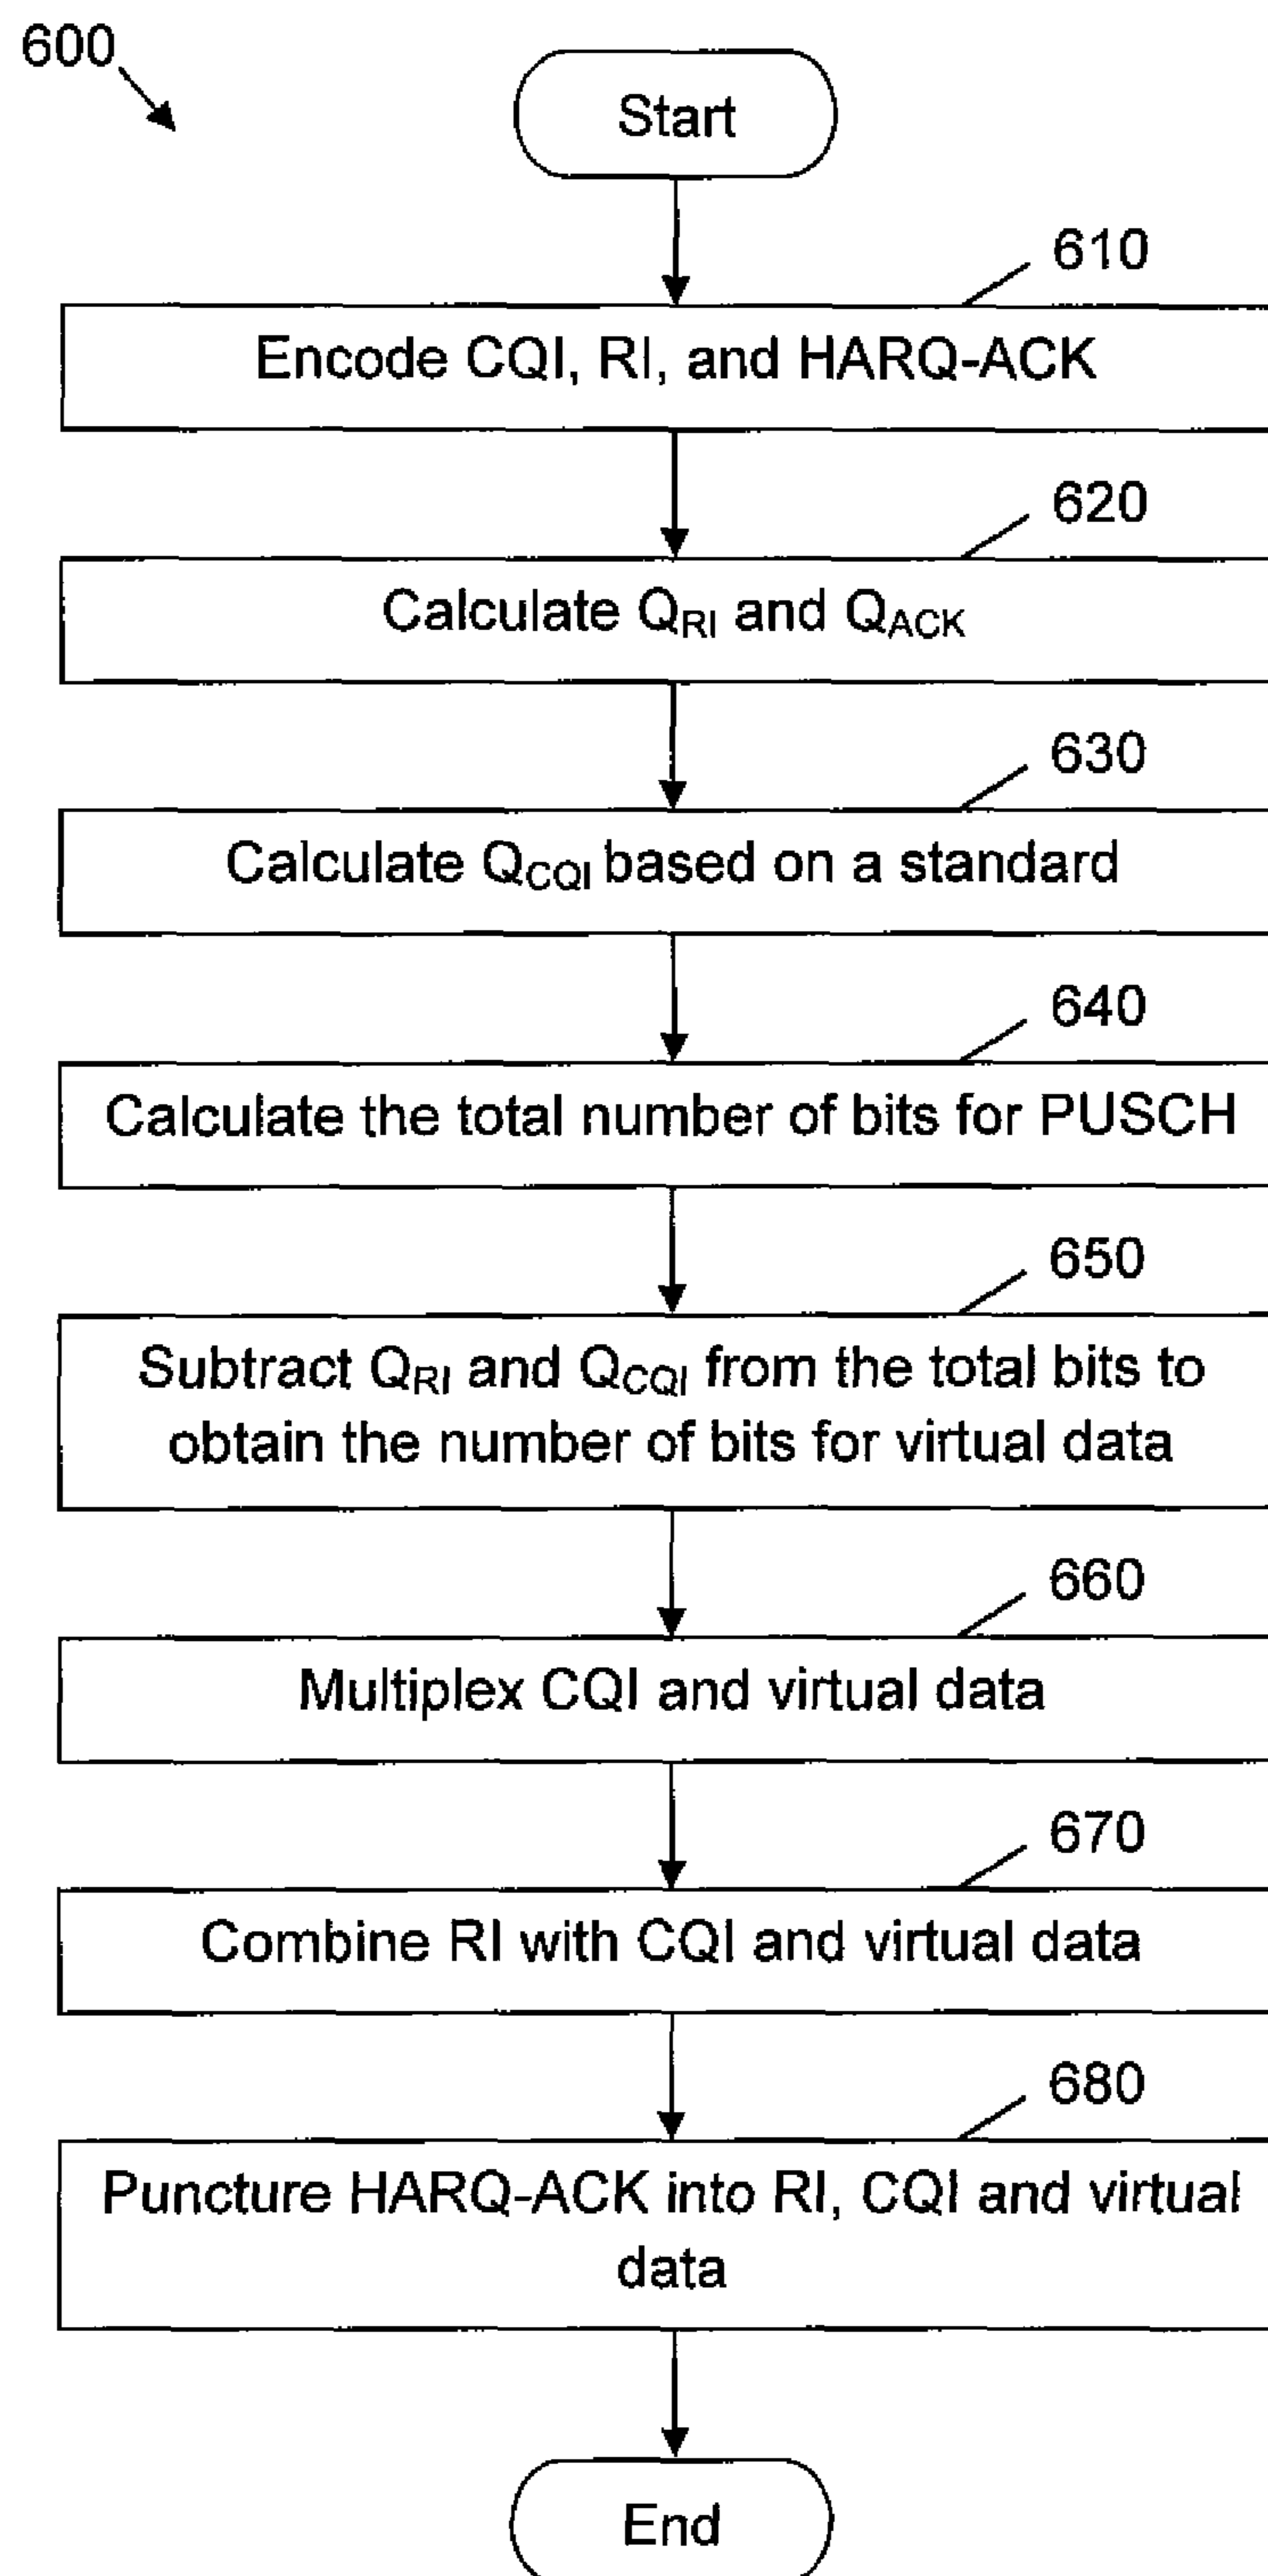 600
Start
610
Encode CQI, RI, and HARQ-ACK
620
Calculate QRI and QACK
630
Calculate QCQI based on a standard
640
Calculate the total number of bits for PUSCH
650
Subtract QRI and QCQI from the total bits to
obtain the number of bits for virtual data
660
Multiplex CQI and virtual data
670
Combine RI with CQI and virtual data
680
Puncture HARQ-ACK into RI, CQI and virtual
data
End